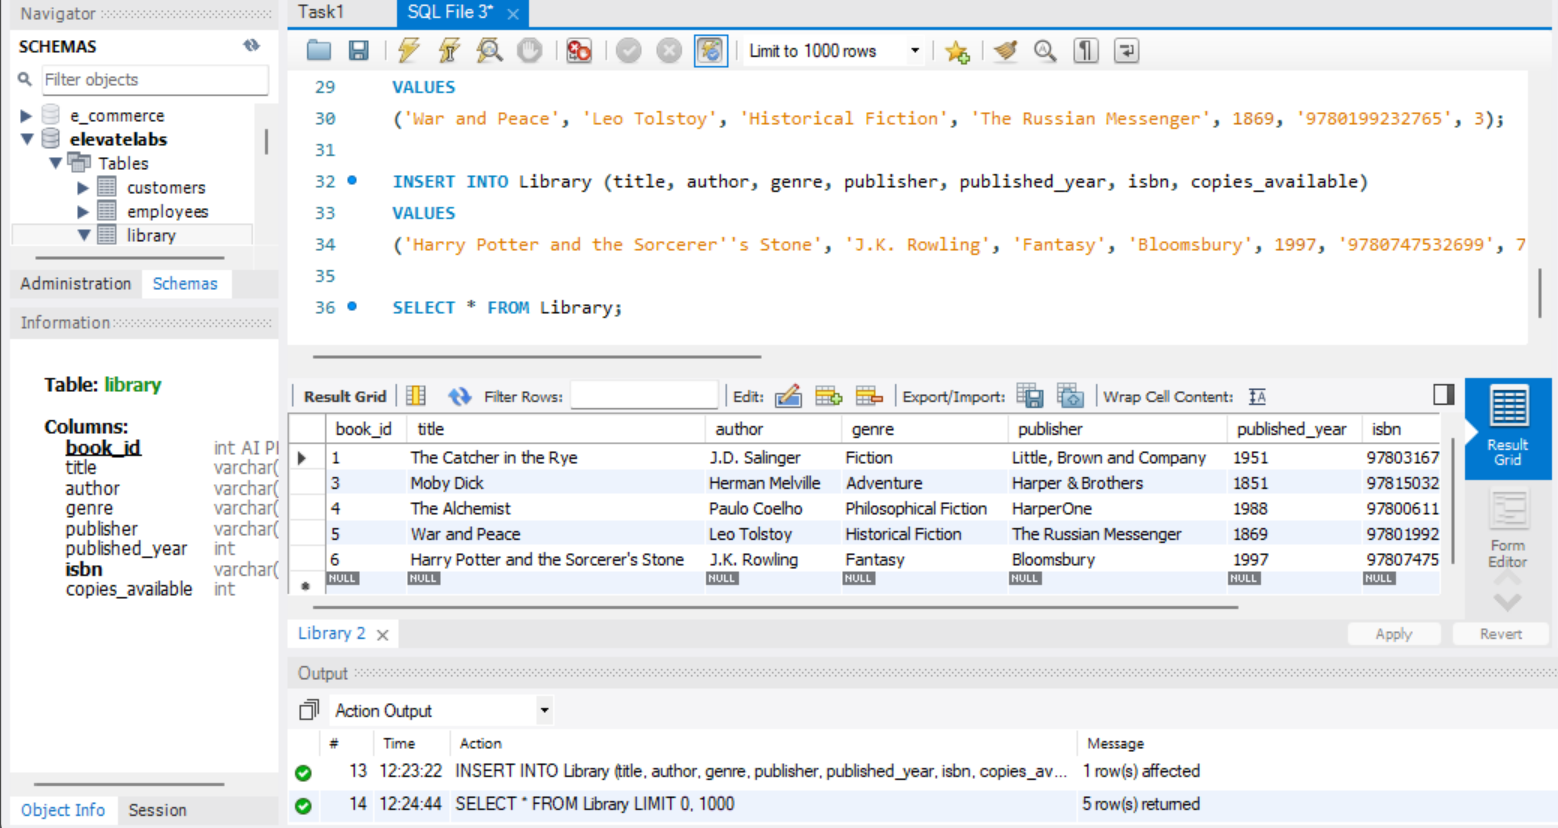 Navigator
Task1
SQL File 3*
SCHEMAS
Limit to 1000 rows
Filter objects
e_commerce
elevatelabs
Tables
customers
employees
library
Administration
Schemas
29 VALUES
30 ('War and Peace', 'Leo Tolstoy', 'Historical Fiction', 'The Russian Messenger', 1869, '9780199232765', 3);
31
32 INSERT INTO Library (title, author, genre, publisher, published_year, isbn, copies_available)
33 VALUES
34 ('Harry Potter and the Sorcerer''s Stone', 'J.K. Rowling', 'Fantasy', 'Bloomsbury', 1997, '9780747532699', 7
35
36 SELECT * FROM Library;
Information
Table: library
Columns:
book_id int AI P
title varchar(
author varchar(
genre varchar(
publisher varchar(
published_year int
isbn varchar(
copies_available int
Object Info
Session
Result Grid
Filter Rows:
Edit:
Export/Import:
Wrap Cell Content:
book_id title author genre publisher published_year isbn
1 The Catcher in the Rye J.D. Salinger Fiction Little, Brown and Company 1951 97803167
3 Moby Dick Herman Melville Adventure Harper & Brothers 1851 97815032
4 The Alchemist Paulo Coelho Philosophical Fiction HarperOne 1988 97800611
5 War and Peace Leo Tolstoy Historical Fiction The Russian Messenger 1869 97801992
6 Harry Potter and the Sorcerer's Stone J.K. Rowling Fantasy Bloomsbury 1997 97807475
NULL NULL NULL NULL NULL NULL NULL
Result
Grid
Form
Editor
Library 2
Apply
Revert
Output
Action Output
# Time Action Message
13 12:23:22 INSERT INTO Library (title, author, genre, publisher, published_year, isbn, copies_av... 1 row(s) affected
14 12:24:44 SELECT * FROM Library LIMIT 0, 1000 5 row(s) returned